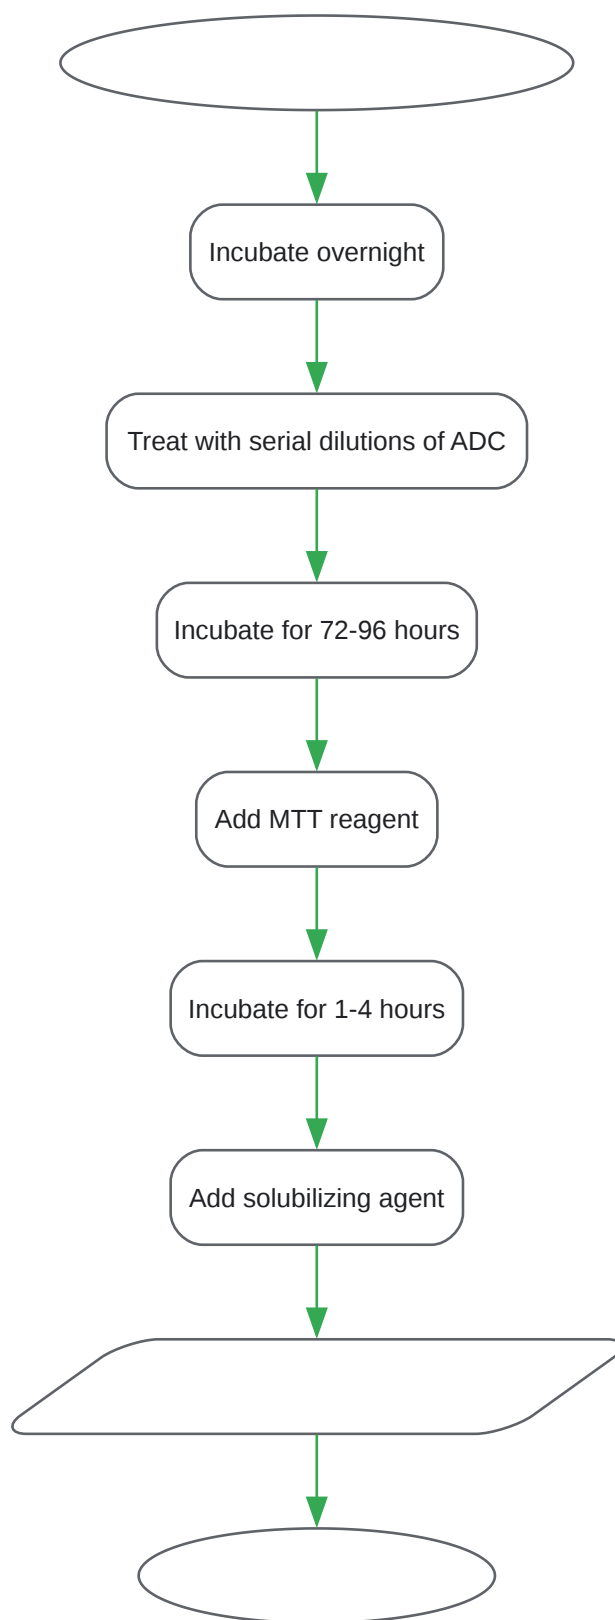 Incubate overnight
Treat with serial dilutions of ADC
Incubate for 72-96 hours
Add MTT reagent
Incubate for 1-4 hours
Add solubilizing agent